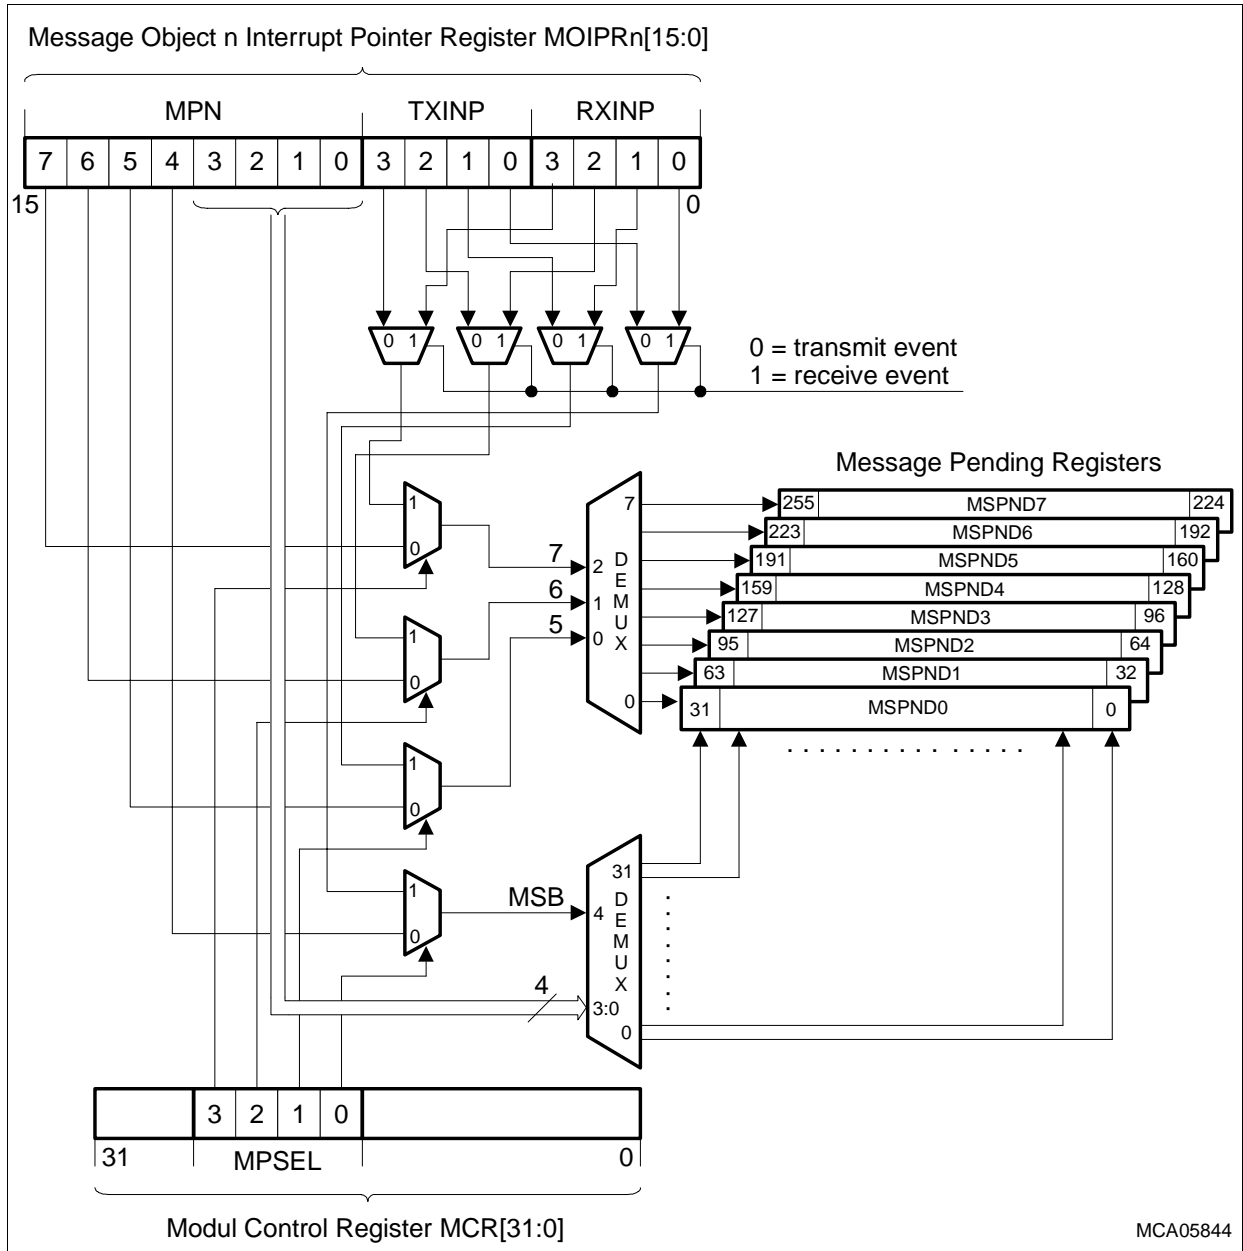 Message Object n Interrupt Pointer Register MOIPRn[15:0]
MPN TXINP RXINP
7 6 5 4 3 2 1 0 3 2 1 0 3 2 1 0
15 0
0 1 0 1 0 1 0 1
0 = transmit event
1 = receive event
Message Pending Registers
1
0
1
0
1
0
1
0
7
6
5
MSB
4
2
1
0
DEMUX
7
0
255 MSPND7 224
223 MSPND6 192
191 MSPND5 160
159 MSPND4 128
127 MSPND3 96
95 MSPND2 64
63 MSPND1 32
31 MSPND0 0
. . . . . . . . . . . . . . . .
31
4
DEMUX
3:0
0
3 2 1 0
31 MPSEL 0
Modul Control Register MCR[31:0]
MCA05844